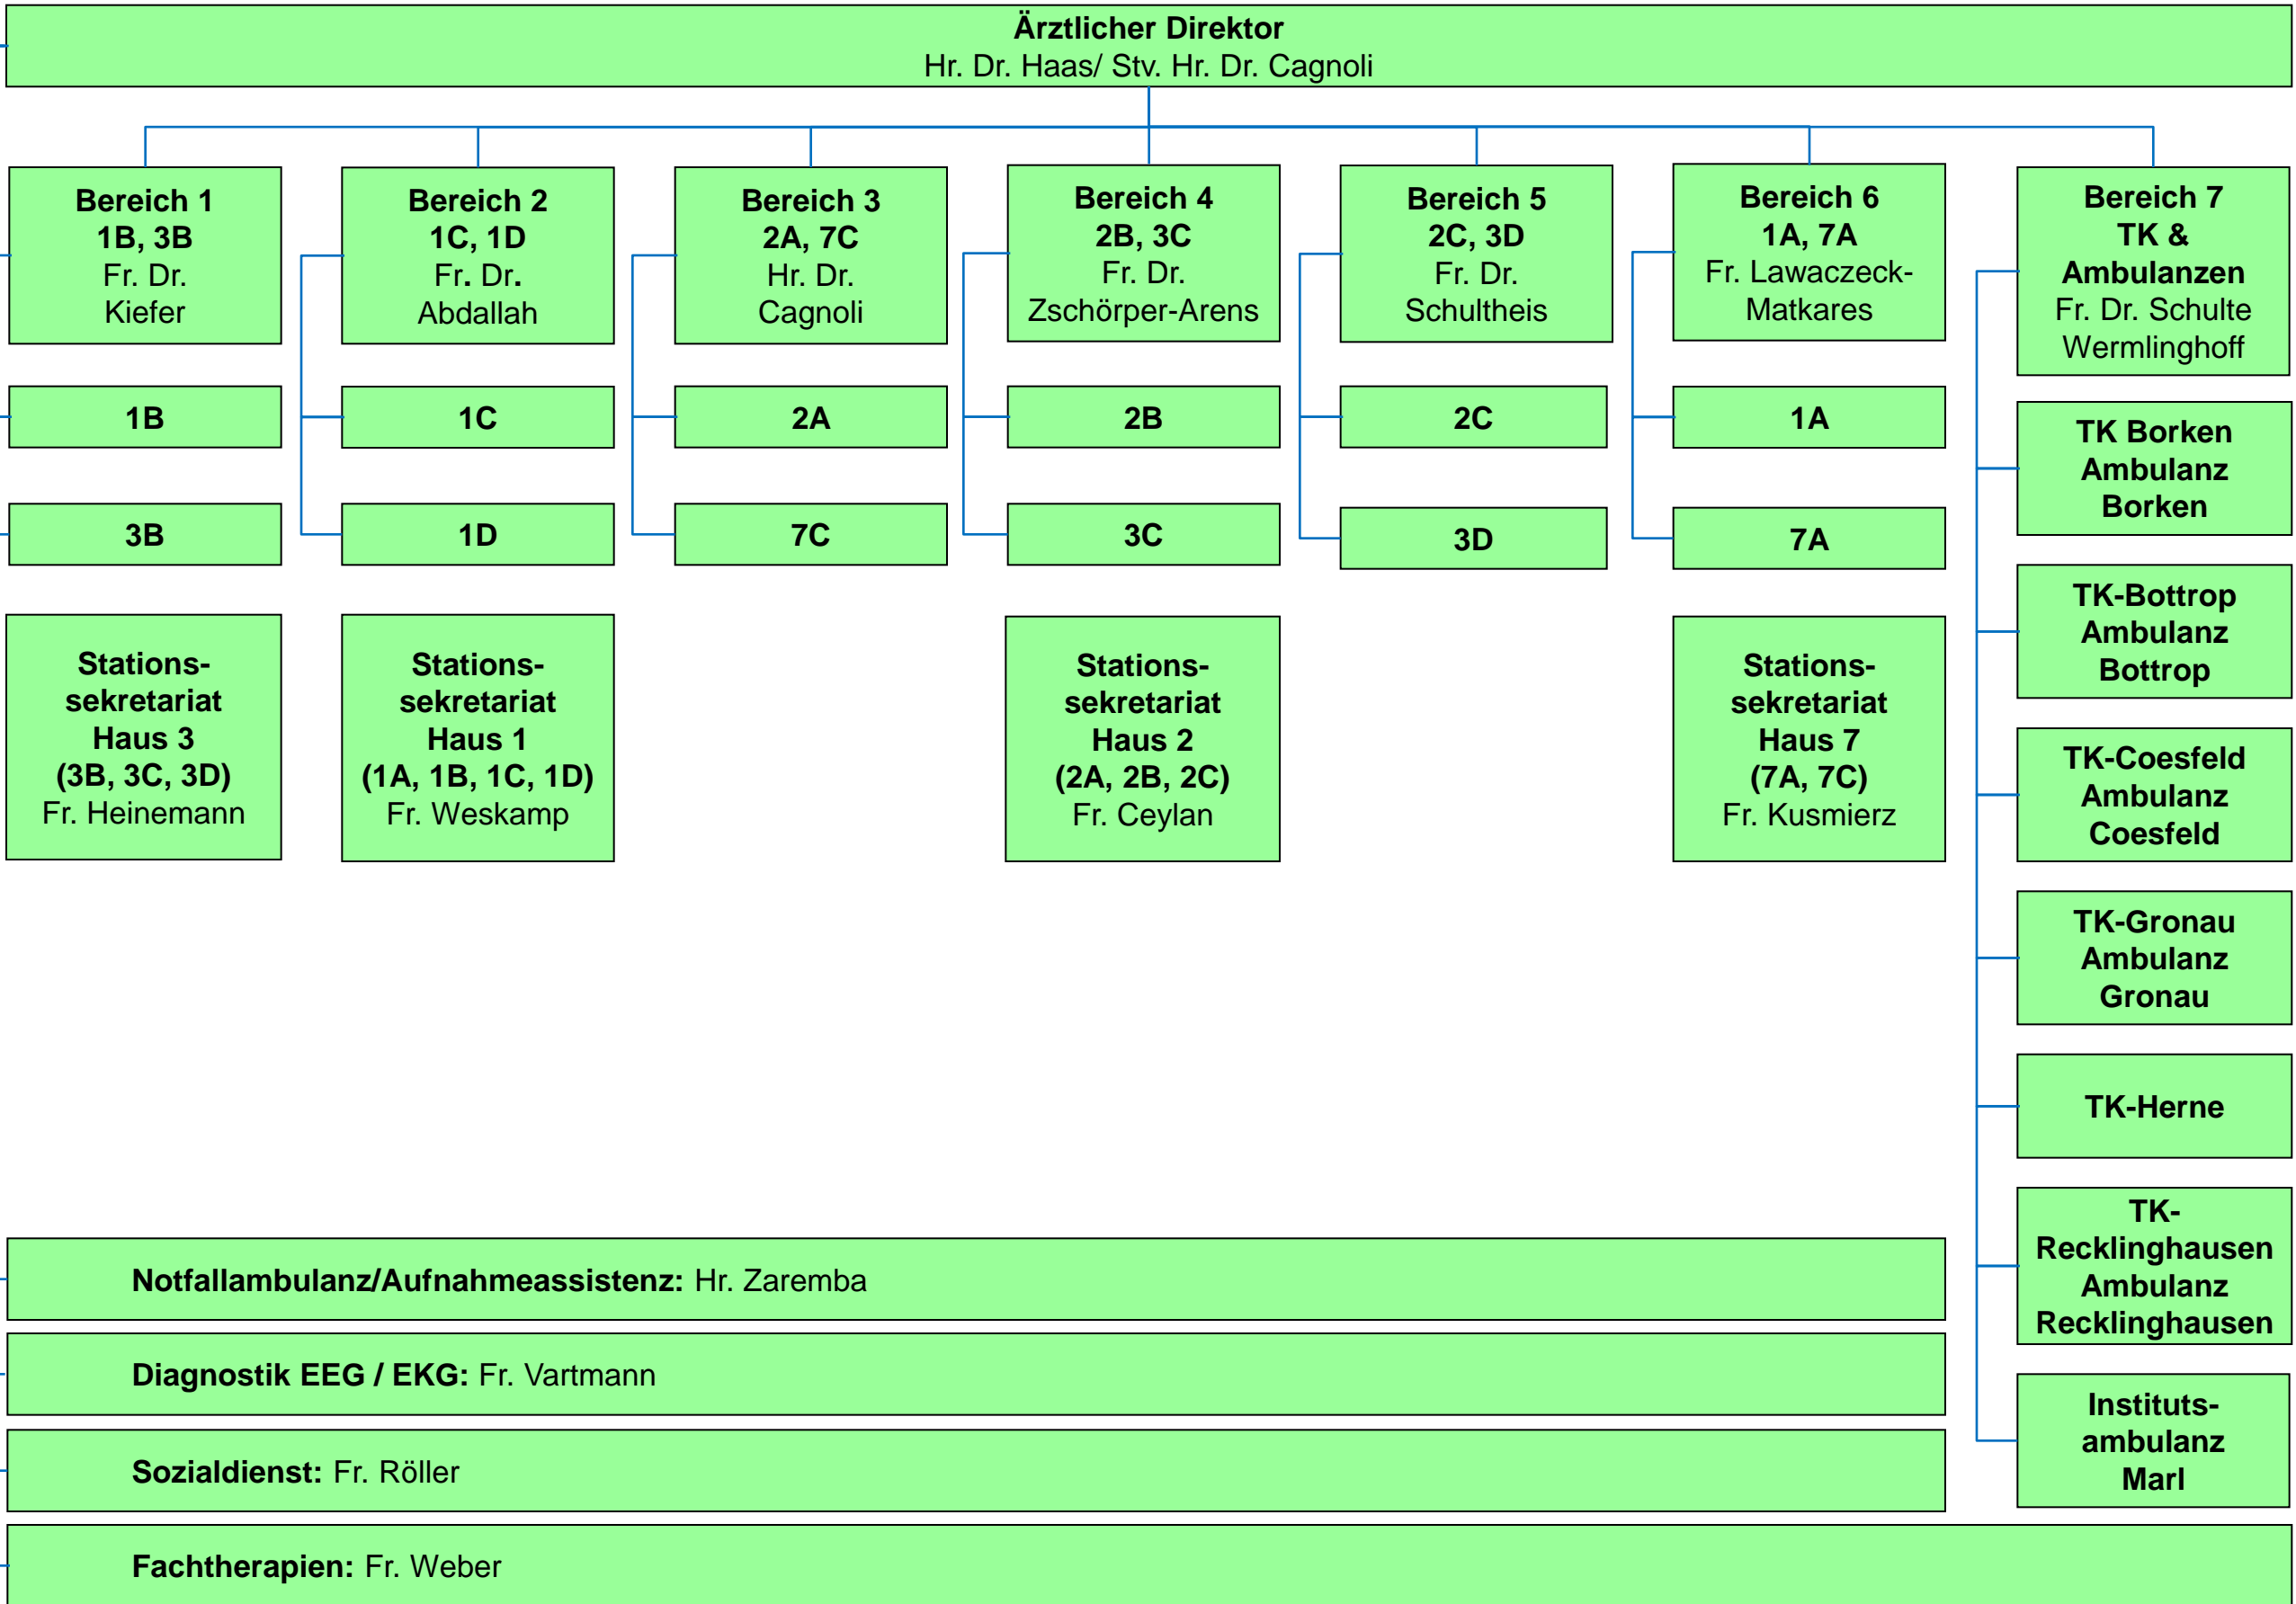 Ärztlicher Direktor
Hr. Dr. Haas/ Stv. Hr. Dr. Cagnoli
Bereich 1
1B, 3B
Fr. Dr.
Kiefer
Bereich 2
1C, 1D
Fr. Dr.
Abdallah
Bereich 3
2A, 7C
Hr. Dr.
Cagnoli
Bereich 4
2B, 3C
Fr. Dr.
Zschörper-Arens
Bereich 5
2C, 3D
Fr. Dr.
Schultheis
Bereich 6
1A, 7A
Fr. Lawaczeck-
Matkares
Bereich 7
TK &
Ambulanzen
Fr. Dr. Schulte
Wermlinghoff
1B
1C
2A
2B
2C
1A
3B
1D
7C
3C
3D
7A
Stations-
sekretariat
Haus 3
(3B, 3C, 3D)
Fr. Heinemann
Stations-
sekretariat
Haus 1
(1A, 1B, 1C, 1D)
Fr. Weskamp
Stations-
sekretariat
Haus 2
(2A, 2B, 2C)
Fr. Ceylan
Stations-
sekretariat
Haus 7
(7A, 7C)
Fr. Kusmierz
TK Borken
Ambulanz
Borken
TK-Bottrop
Ambulanz
Bottrop
TK-Coesfeld
Ambulanz
Coesfeld
TK-Gronau
Ambulanz
Gronau
TK-Herne
TK-
Recklinghausen
Ambulanz
Recklinghausen
Instituts-
ambulanz
Marl
Notfallambulanz/Aufnahmeassistenz: Hr. Zaremba
Diagnostik EEG / EKG: Fr. Vartmann
Sozialdienst: Fr. Röller
Fachtherapien: Fr. Weber